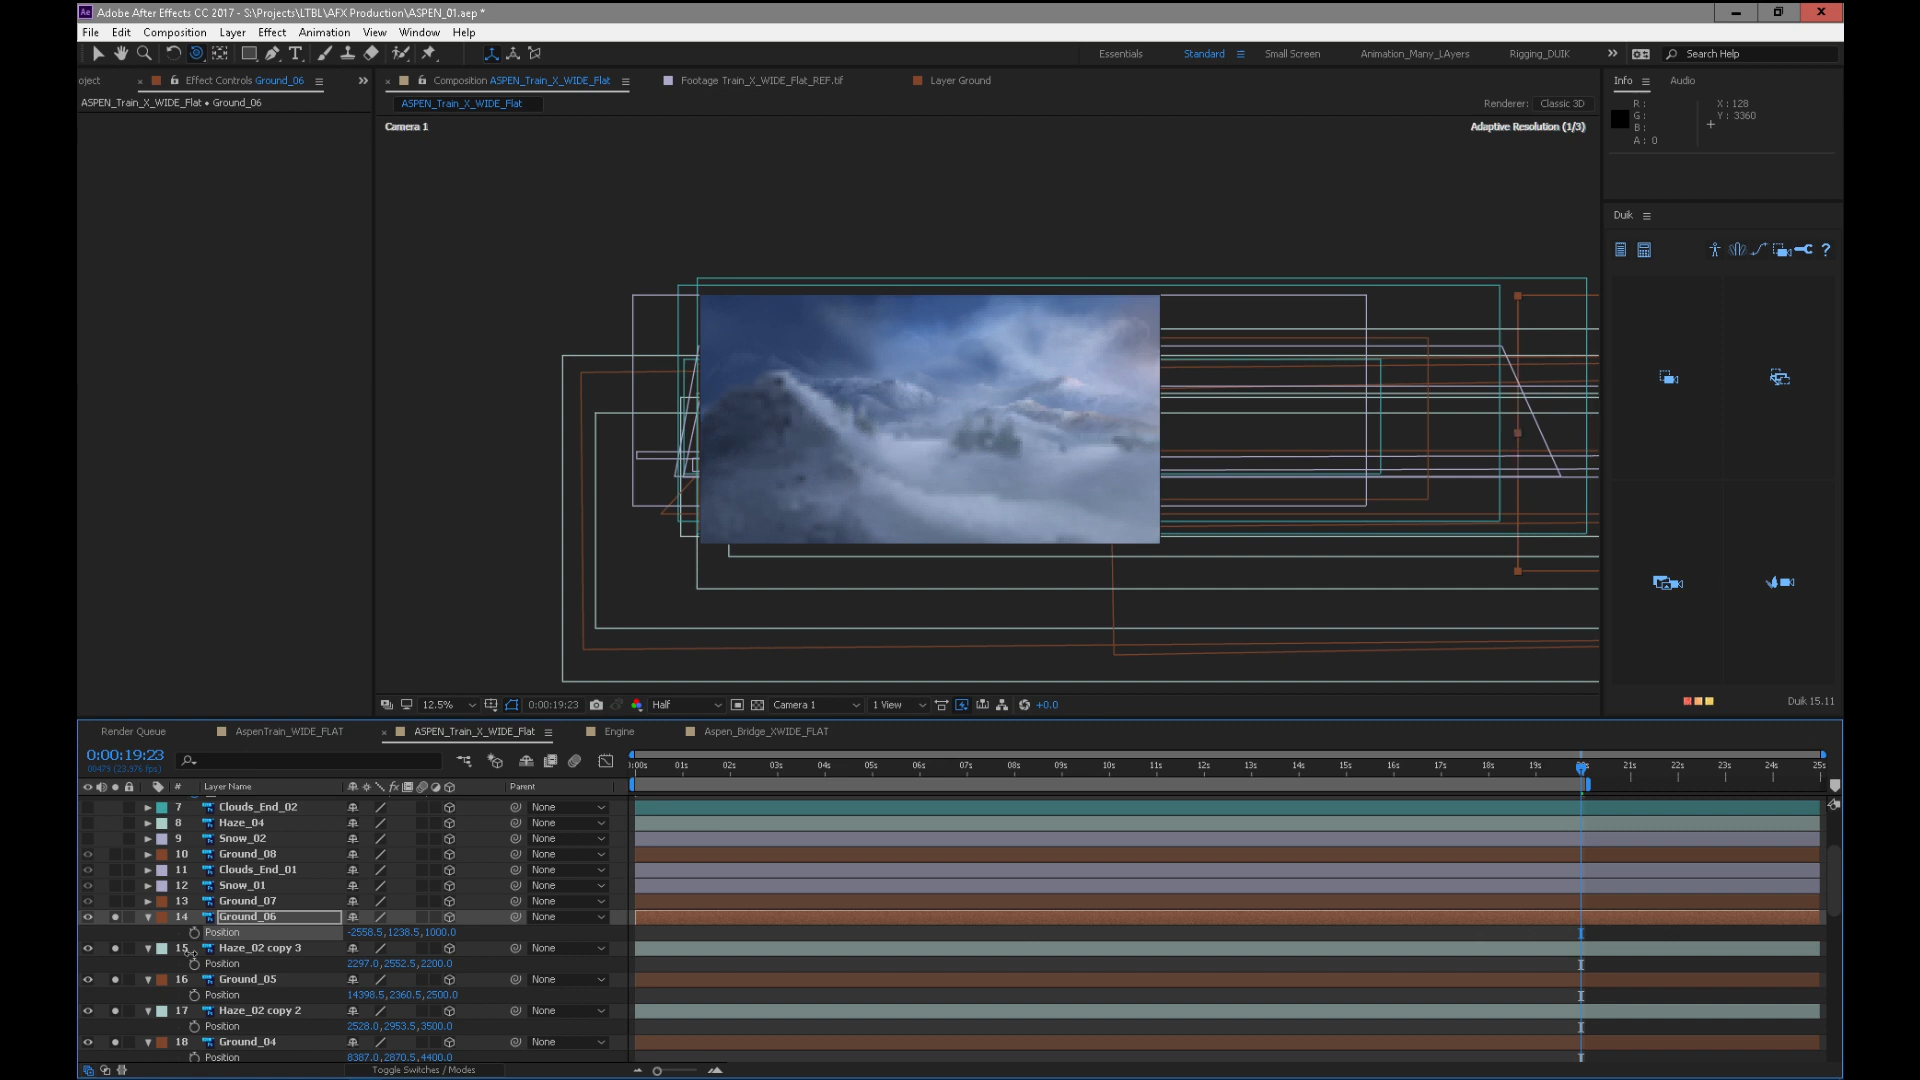 Adobe After Effects CC 2017 - S:\Projects\LTBL\AFX Production\ASPEN_01.aep *
File Edit Composition Layer Effect Animation View Window Help
Essentials Standard Small Screen Animation_Many_LAyers Rigging_DUIK Search Help
oject Effect Controls Ground_06 Composition ASPEN_Train_X_WIDE_Flat Footage Train_X_WIDE_Flat_REF.tif Layer Ground Info Audio
ASPEN_Train_X_WIDE_Flat • Ground_06 ASPEN_Train_X_WIDE_Flat Renderer: Classic 3D
Camera 1 Adaptive Resolution (1/3)
R: X: 128
G: Y: 3360
B:
A: 0
Duik
12.5% 0:00:19:23 Half Camera 1 1 View +0.0 Duik 15.11
Render Queue AspenTrain_WIDE_FLAT ASPEN_Train_X_WIDE_Flat Engine Aspen_Bridge_XWIDE_FLAT
0:00:19:23
00479 (23.976 fps)
:00s 01s 02s 03s 04s 05s 06s 07s 08s 09s 10s 11s 12s 13s 14s 15s 16s 17s 18s 19s 21s 22s 23s 24s 25s
# Layer Name Parent
7 Clouds_End_02 None
8 Haze_04 None
9 Snow_02 None
10 Ground_08 None
11 Clouds_End_01 None
12 Snow_01 None
13 Ground_07 None
14 Ground_06 None
Position -2558.5,1238.5,1000.0
15 Haze_02 copy 3 None
Position 2297.0,2552.5,2200.0
16 Ground_05 None
Position 14398.5,2360.5,2500.0
17 Haze_02 copy 2 None
Position 2528.0,2953.5,3500.0
18 Ground_04 None
Position 8387.0,2870.5,4400.0
Toggle Switches / Modes